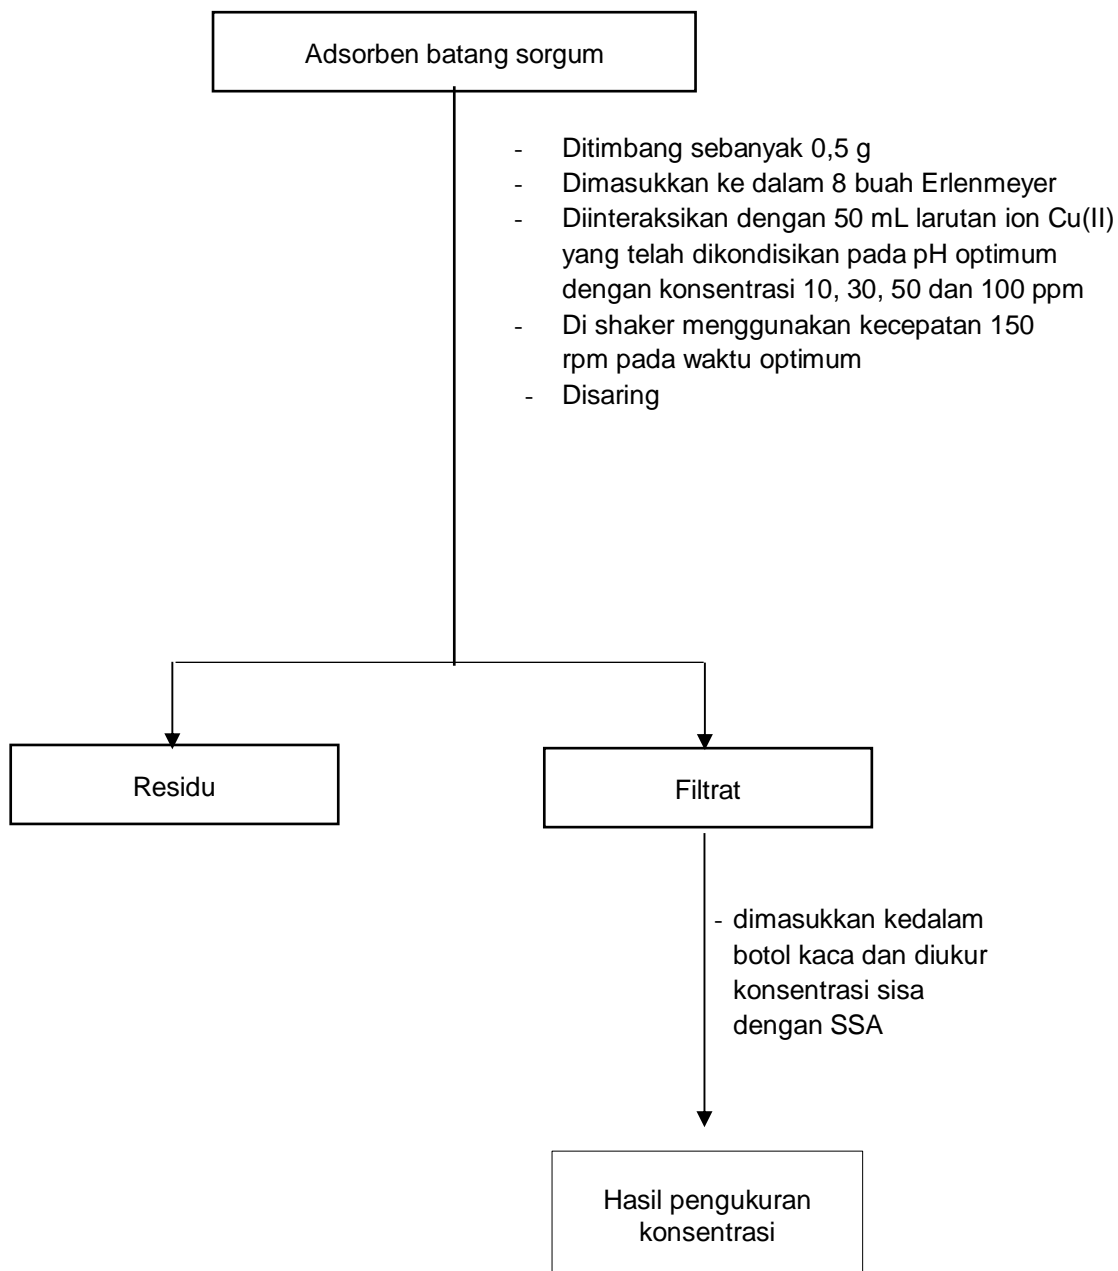 Adsorben batang sorgum
- Ditimbang sebanyak 0,5 g
- Dimasukkan ke dalam 8 buah Erlenmeyer
- Diinteraksikan dengan 50 mL larutan ion Cu(II)
yang telah dikondisikan pada pH optimum
dengan konsentrasi 10, 30, 50 dan 100 ppm
- Di shaker menggunakan kecepatan 150
rpm pada waktu optimum
- Disaring
Residu
Filtrat
- dimasukkan kedalam
botol kaca dan diukur
konsentrasi sisa
dengan SSA
Hasil pengukuran
konsentrasi